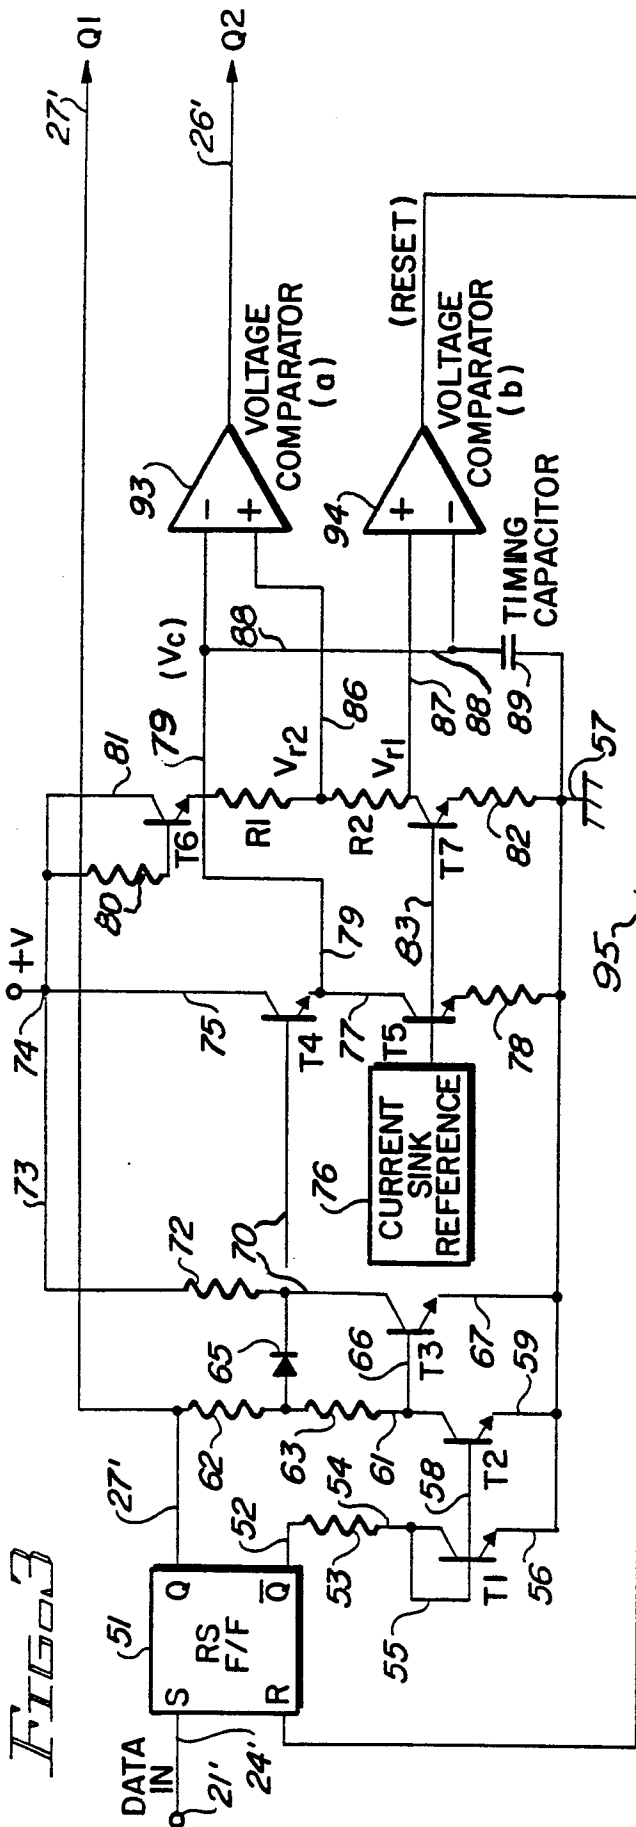 FIG. 3
DATA
IN
21'
24'
51
S
R
RS
F/F
Q
Q̅
27'
52
53
54
55
T1
56
58
62
63
61
T2
59
65
66
T3
67
72
70
73
74
+V
75
T4
77
76
CURRENT
SINK
REFERENCE
T5
78
79
80
81
T6
79
(Vc)
R1
Vr2
R2
Vr1
83
T7
82
57
88
86
87
88
89
TIMING
CAPACITOR
93
-
+
VOLTAGE
COMPARATOR
(a)
94
+
-
VOLTAGE
COMPARATOR
(b)
(RESET)
95
27'
Q1
26'
Q2